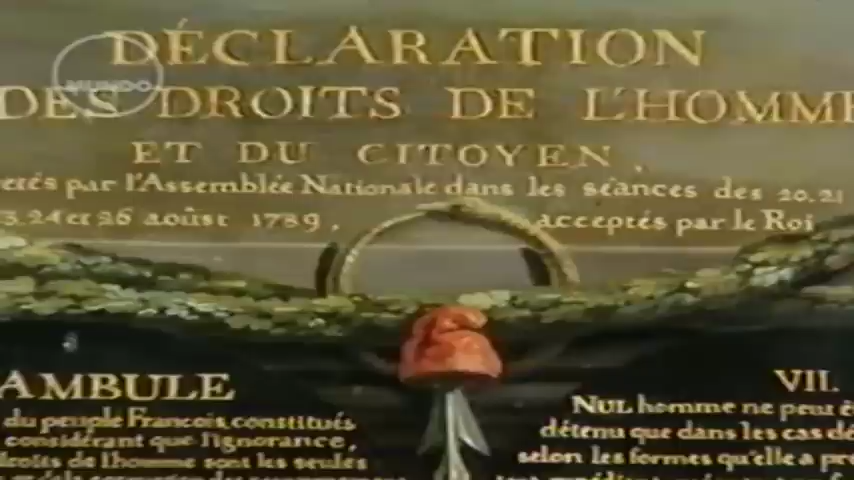 MUNDO
DÉCLARATION
DES DROITS DE L'HOMME
ET DU CITOYEN,
par l'Assemblée Nationale dans les séances des 20. 21
24 et 26 aoûst 1789, acceptés par le Roi
AMBULE
du peuple François, constitués
considérant que l'ignorance,
droits de l'homme sont les seules
VII.
NUL homme ne peut
détenu que dans les cas
selon les formes qu'elle a